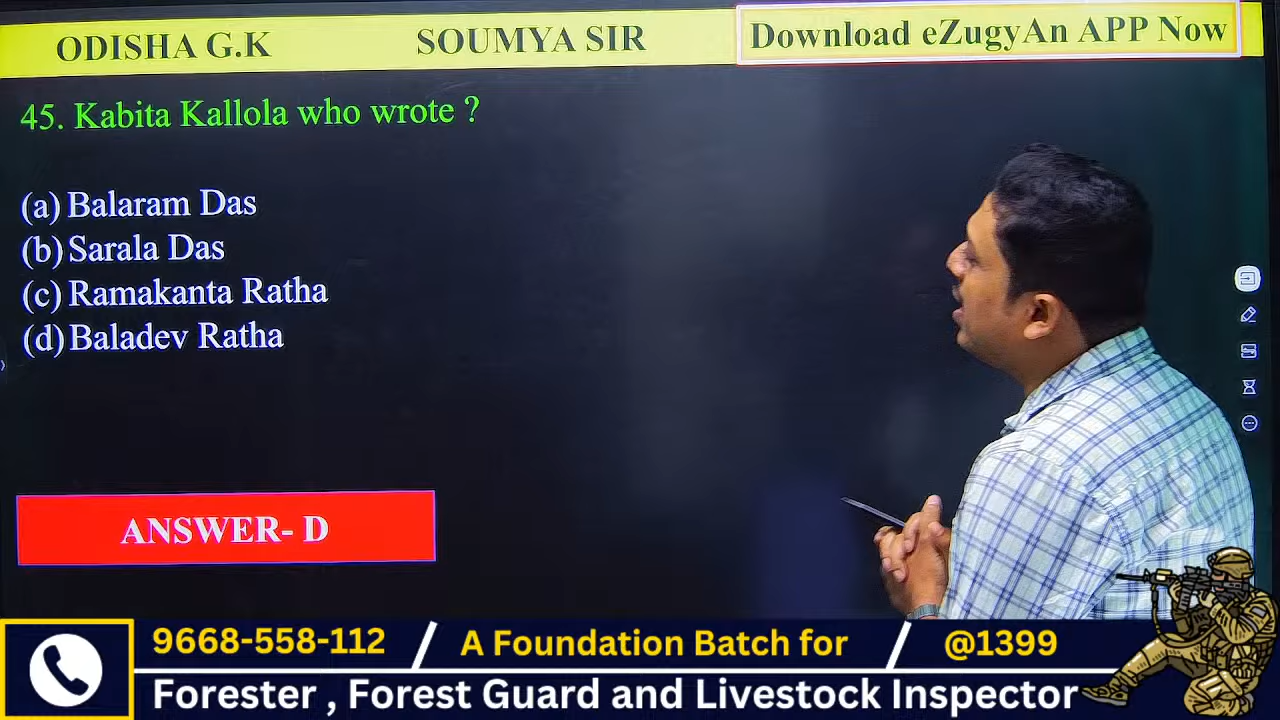 ODISHA G.K SOUMYA SIR Download eZugyAn APP Now
45. Kabita Kallola who wrote ?
(a) Balaram Das
(b) Sarala Das
(c) Ramakanta Ratha
(d) Baladev Ratha
ANSWER- D
9668-558-112 / A Foundation Batch for / @1399
Forester , Forest Guard and Livestock Inspector